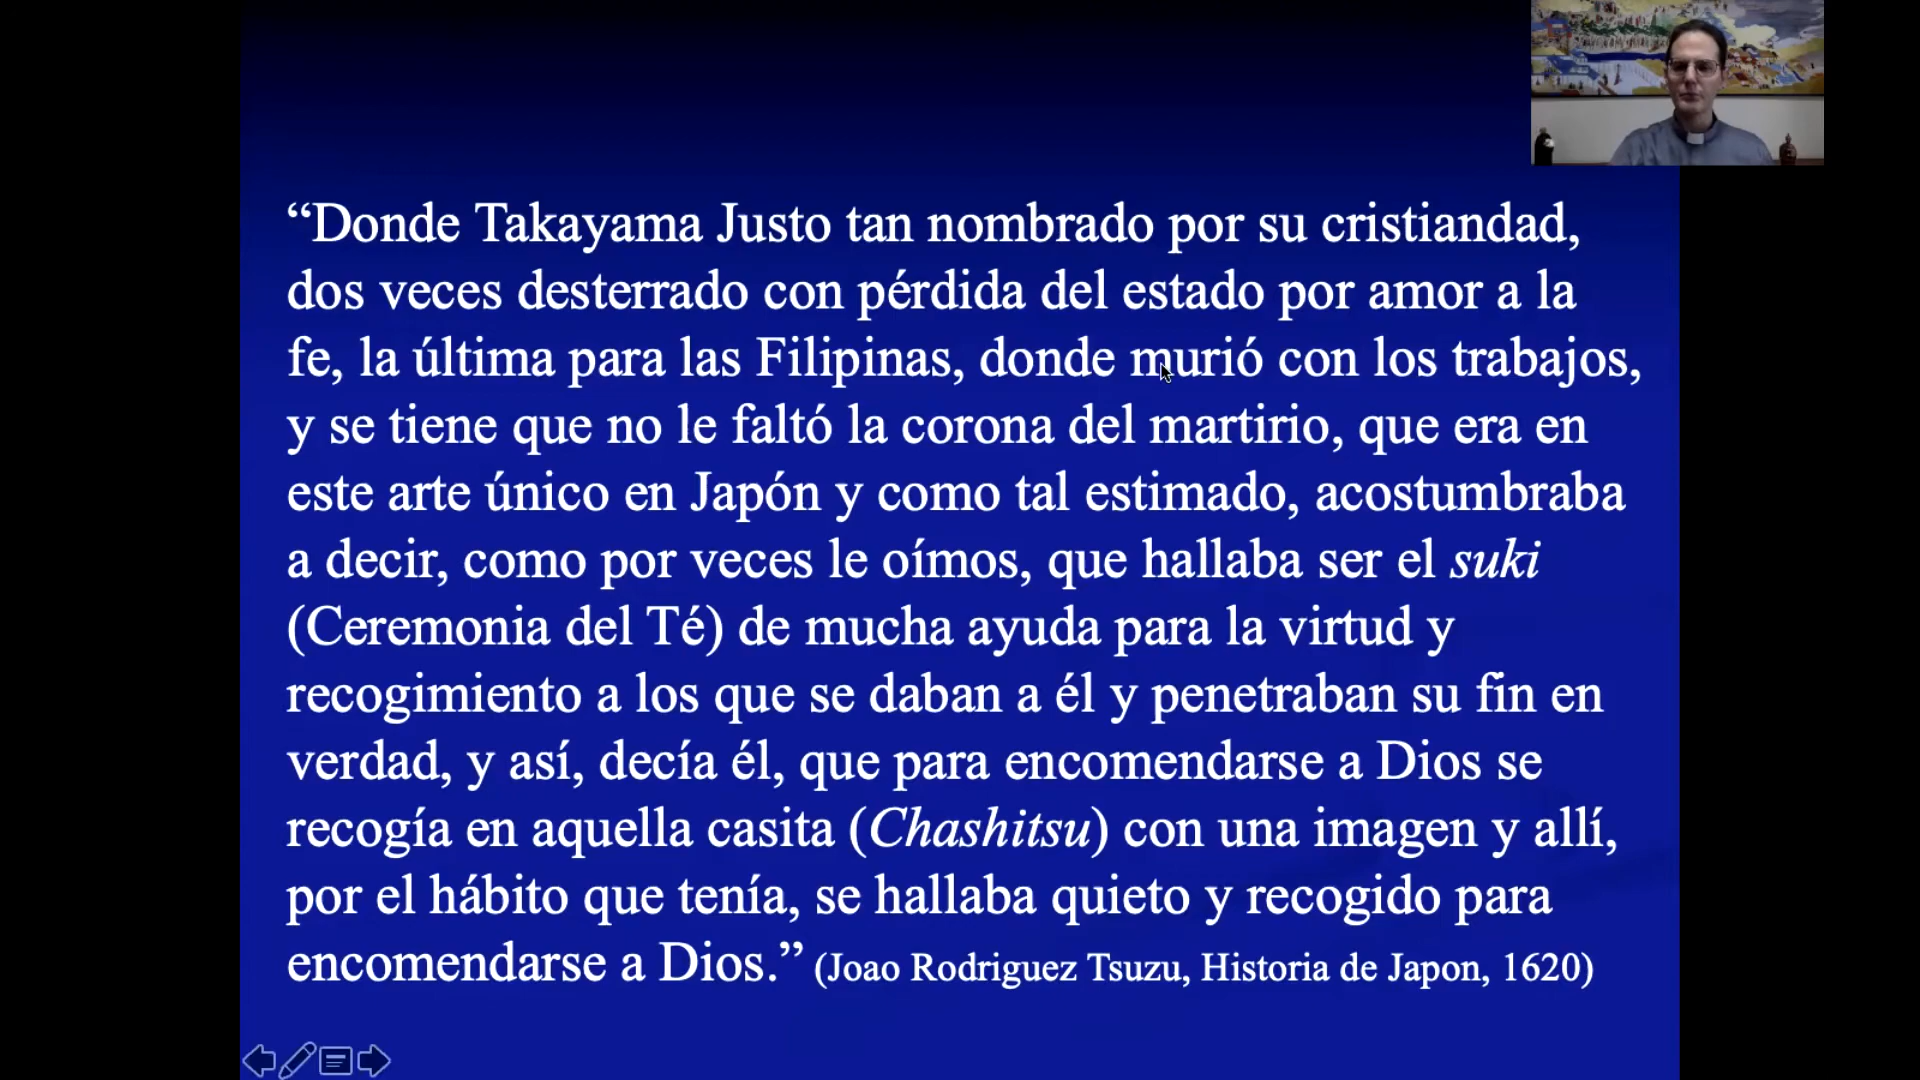 “Donde Takayama Justo tan nombrado por su cristiandad,
dos veces desterrado con pérdida del estado por amor a la
fe, la última para las Filipinas, donde murió con los trabajos,
y se tiene que no le faltó la corona del martirio, que era en
este arte único en Japón y como tal estimado, acostumbraba
a decir, como por veces le oímos, que hallaba ser el suki
(Ceremonia del Té) de mucha ayuda para la virtud y
recogimiento a los que se daban a él y penetraban su fin en
verdad, y así, decía él, que para encomendarse a Dios se
recogía en aquella casita (Chashitsu) con una imagen y allí,
por el hábito que tenía, se hallaba quieto y recogido para
encomendarse a Dios.” (Joao Rodriguez Tsuzu, Historia de Japon, 1620)